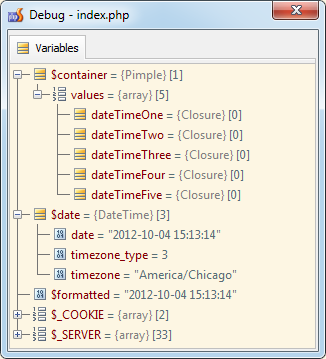 Debug - index.php
Variables
$container = {Pimple} [1]
values = {array} [5]
dateTimeOne = {Closure} [0]
dateTimeTwo = {Closure} [0]
dateTimeThree = {Closure} [0]
dateTimeFour = {Closure} [0]
dateTimeFive = {Closure} [0]
$date = {DateTime} [3]
date = "2012-10-04 15:13:14"
timezone_type = 3
timezone = "America/Chicago"
$formatted = "2012-10-04 15:13:14"
$_COOKIE = {array} [2]
$_SERVER = {array} [33]